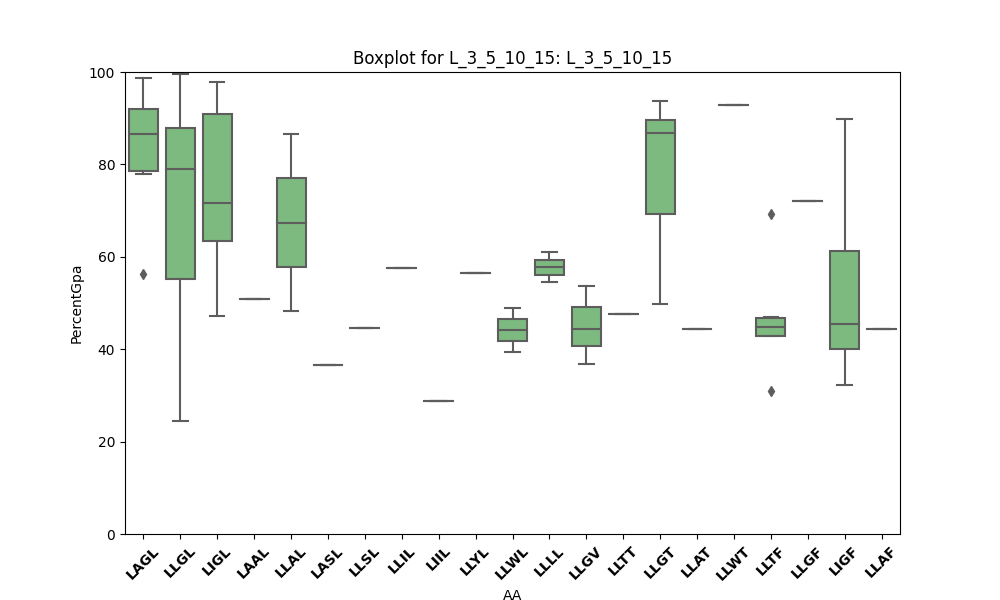 Boxplot for L_3_5_10_15: L_3_5_10_15
100
80
60
40
20
0
PercentGpa
LAGL LLGL LIGL LAAL LLAL LASL LLSL LLIL LIIL LLYL LLWL LLLL LLGV LLTT LLGT LLAT LLWT LLTF LLGF LIGF LLAF
AA